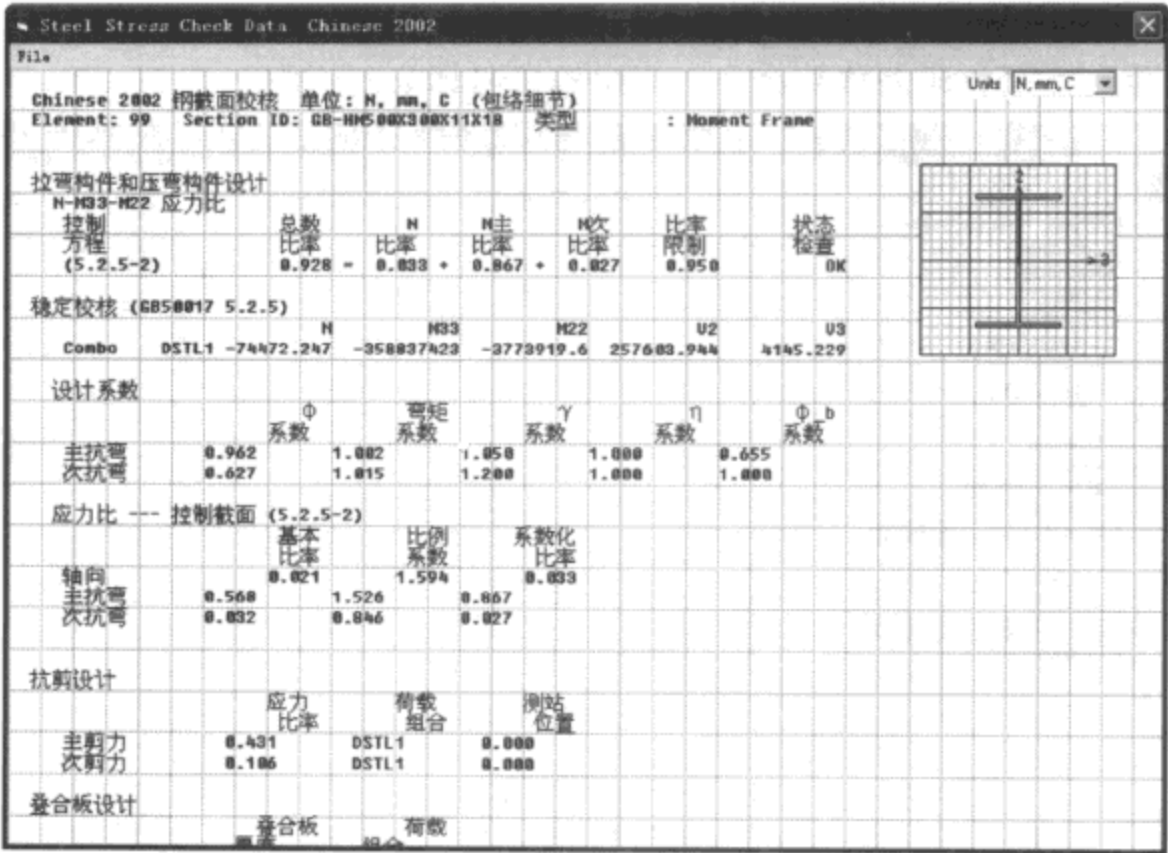 Steel Stress Check Data Chinese 2002
File
Units N, mm, C
Chinese 2002 钢截面校核 单位: N, mm, C (包络细节)
Element: 99 Section ID: GB-HM500X300X11X18 类型 : Moment Frame
拉弯构件和压弯构件设计
N-M33-M22 应力比
控制 总数 N M主 M次 比率 状态
方程 比率 比率 比率 比率 限制 检查
(5.2.5-2) 0.928 = 0.033 + 0.867 + 0.027 0.950 OK
2
3
稳定校核 (GB50017 5.2.5)
N M33 M22 V2 V3
Combo DSTL1 -74472.247 -358837423 -3773919.6 257603.944 4145.229
设计系数
Φ 弯矩 γ η Φ_b
系数 系数 系数 系数 系数
主抗弯 0.962 1.002 1.050 1.000 0.655
次抗弯 0.627 1.015 1.200 1.000 1.000
应力比 --- 控制截面 (5.2.5-2)
基本 比例 系数化
比率 系数 比率
轴向 0.021 1.594 0.033
主抗弯 0.568 1.526 0.867
次抗弯 0.032 0.846 0.027
抗剪设计
应力 荷载 测站
比率 组合 位置
主剪力 0.431 DSTL1 0.000
次剪力 0.106 DSTL1 0.000
叠合板设计
叠合板 荷载